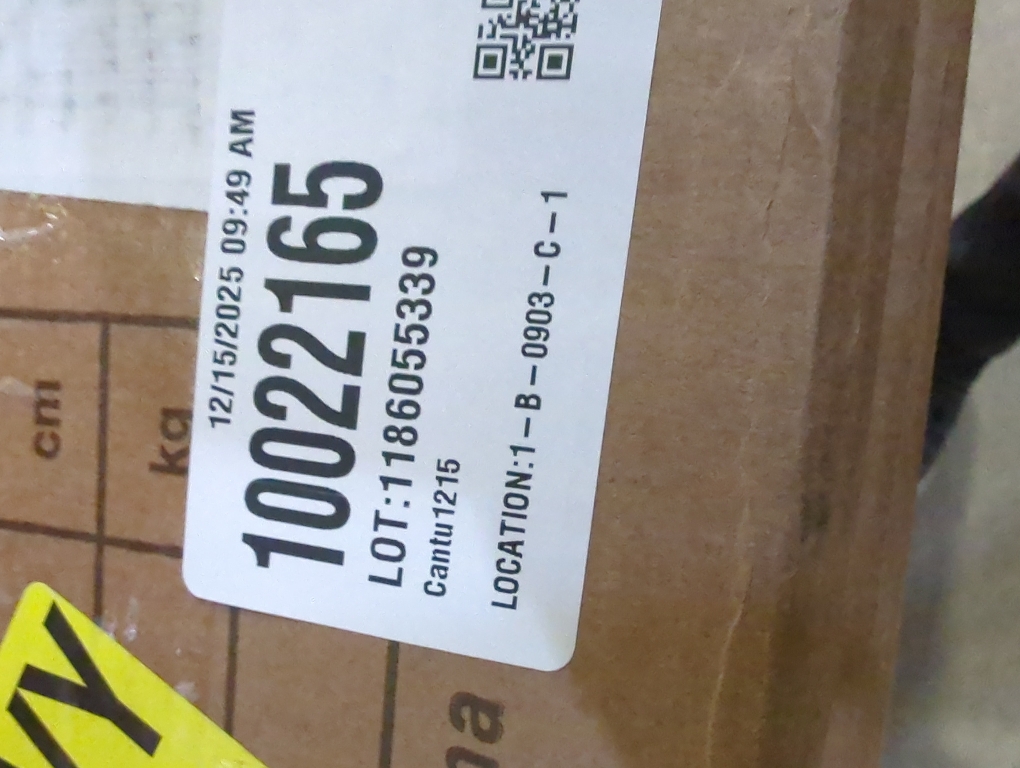 12/15/2025 09:49 AM
10022165
LOT:1186055339
Cantu1215
LOCATION:1-B-0903-C-1
cm
kg